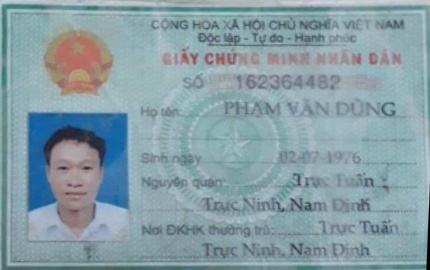 CỘNG HÒA XÃ HỘI CHỦ NGHĨA VIỆT NAM
Độc lập - Tự do - Hạnh phúc
GIẤY CHỨNG MINH NHÂN DÂN
SỐ 162364482
Họ tên: PHẠM VĂN DŨNG
Sinh ngày 02-07-1976
Nguyên quán: Trực Tuấn
Trực Ninh, Nam Định
Nơi ĐKHK thường trú: Trực Tuấn
Trực Ninh, Nam Định